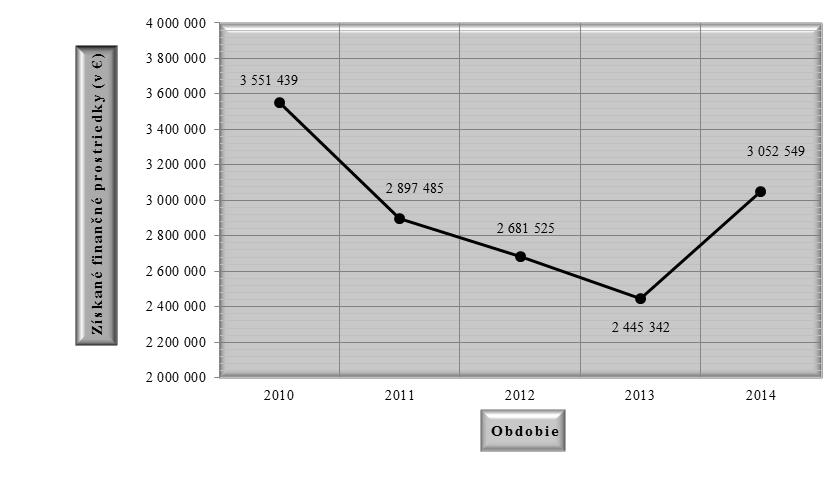 Získané finančné prostriedky (v €)
4 000 000
3 800 000
3 600 000
3 400 000
3 200 000
3 000 000
2 800 000
2 600 000
2 400 000
2 200 000
2 000 000
3 551 439
2 897 485
2 681 525
2 445 342
3 052 549
2010 2011 2012 2013 2014
Obdobie